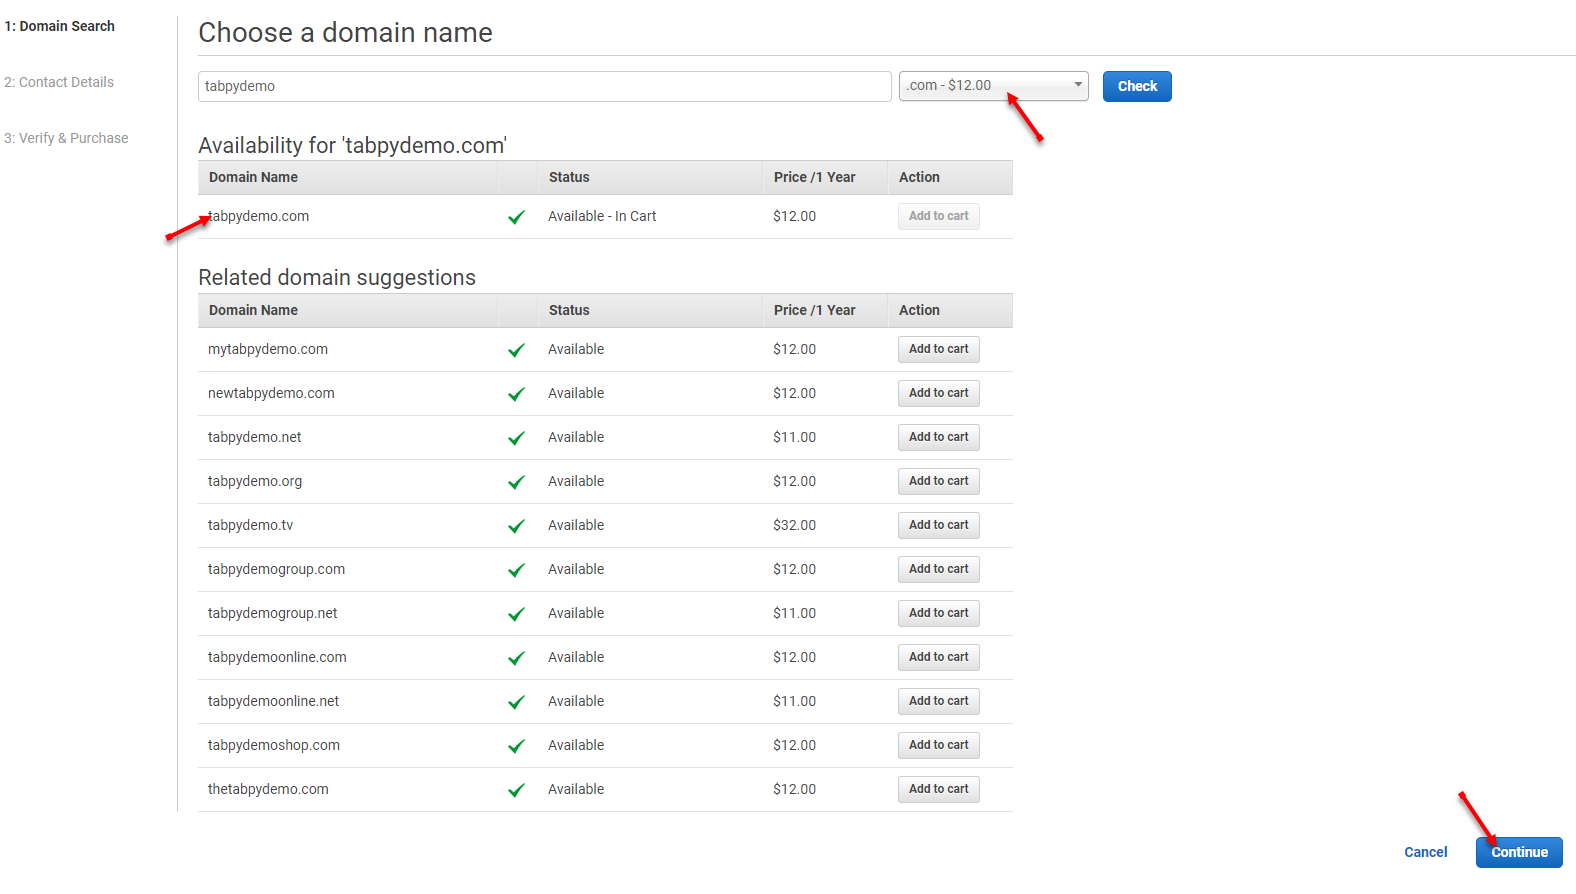 1: Domain Search
2: Contact Details
3: Verify & Purchase
Choose a domain name
tabpydemo .com - $12.00 Check
Availability for 'tabpydemo.com'
Domain Name Status Price /1 Year Action
tabpydemo.com Available - In Cart $12.00 Add to cart
Related domain suggestions
Domain Name Status Price /1 Year Action
mytabpydemo.com Available $12.00 Add to cart
newtabpydemo.com Available $12.00 Add to cart
tabpydemo.net Available $11.00 Add to cart
tabpydemo.org Available $12.00 Add to cart
tabpydemo.tv Available $32.00 Add to cart
tabpydemogroup.com Available $12.00 Add to cart
tabpydemogroup.net Available $11.00 Add to cart
tabpydemoonline.com Available $12.00 Add to cart
tabpydemoonline.net Available $11.00 Add to cart
tabpydemoshop.com Available $12.00 Add to cart
thetabpydemo.com Available $12.00 Add to cart
Cancel Continue